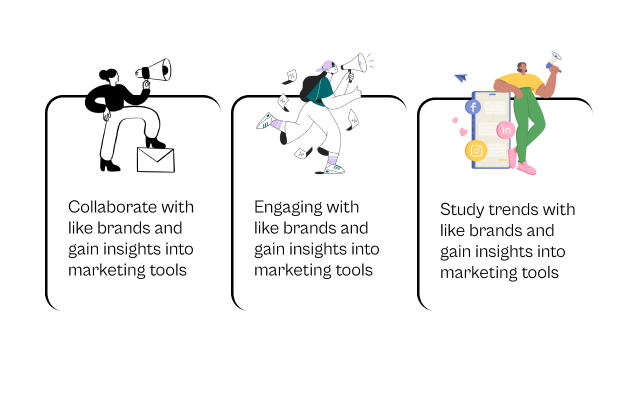 Collaborate with
like brands and
gain insights into
marketing tools
Engaging with
like brands and
gain insights into
marketing tools
Study trends with
like brands and
gain insights into
marketing tools